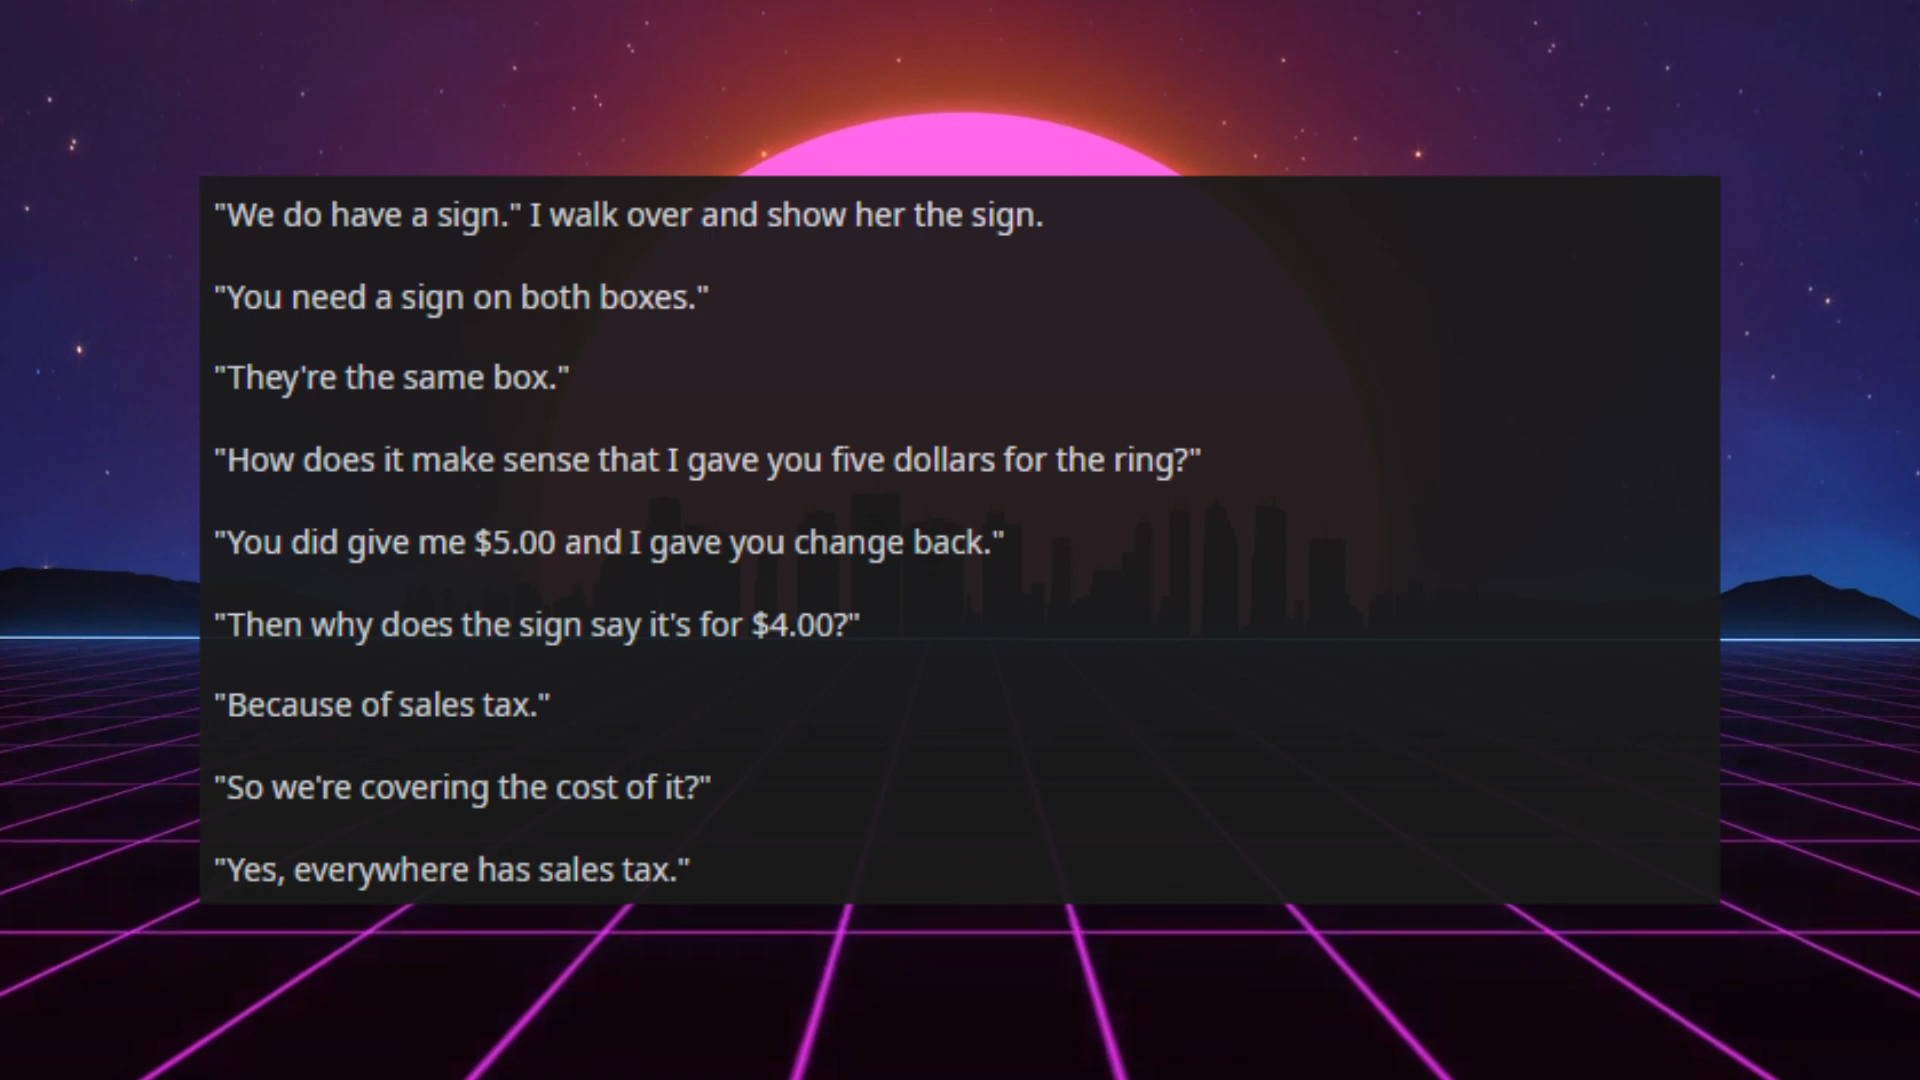 "We do have a sign." I walk over and show her the sign.
"You need a sign on both boxes."
"They're the same box."
"How does it make sense that I gave you five dollars for the ring?"
"You did give me $5.00 and I gave you change back."
"Then why does the sign say it's for $4.00?"
"Because of sales tax."
"So we're covering the cost of it?"
"Yes, everywhere has sales tax."